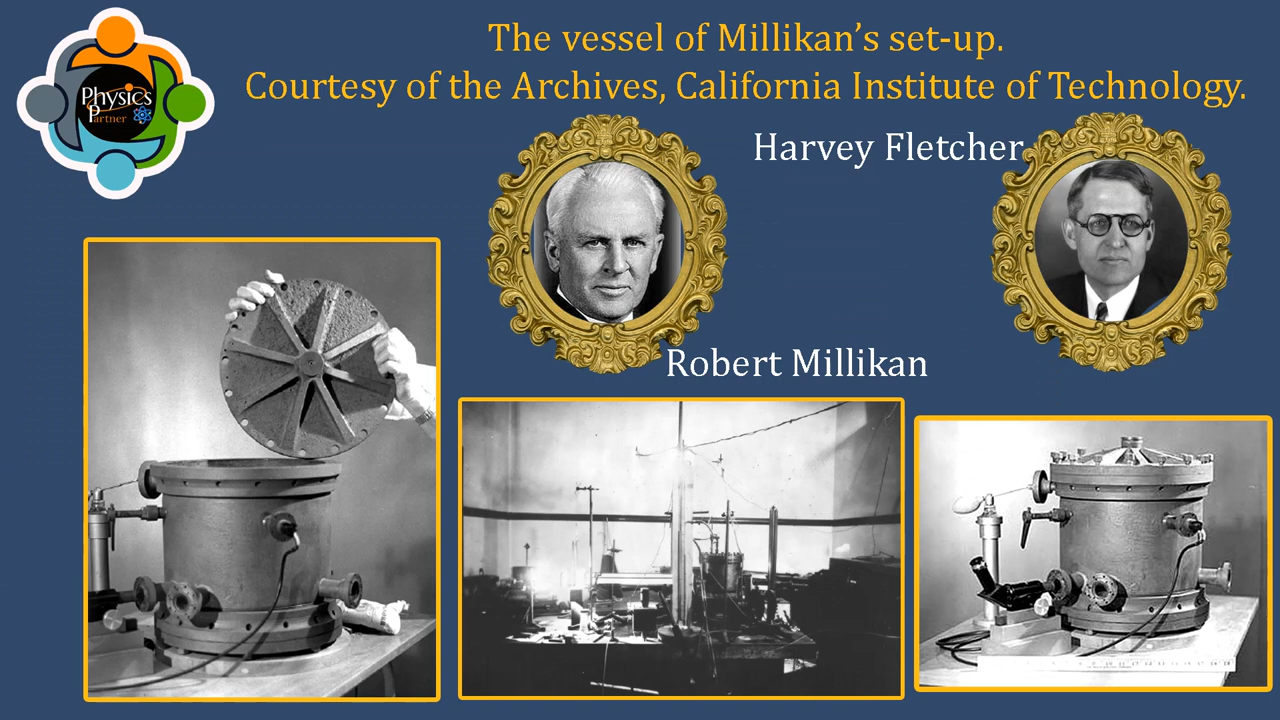 The vessel of Millikan's set-up.
Courtesy of the Archives, California Institute of Technology.
Physics
Partner
Harvey Fletcher
Robert Millikan